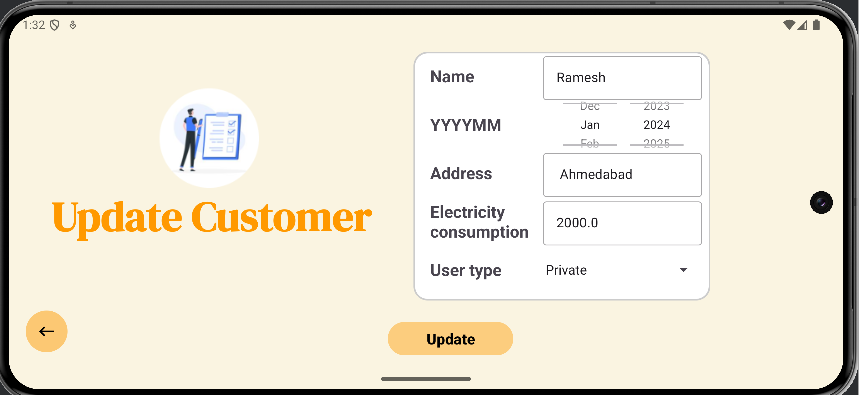 1:32
Update Customer
Name
Ramesh
Dec 2023
YYYYMM
Jan 2024
Feb 2025
Address
Ahmedabad
Electricity
consumption
2000.0
User type
Private
Update